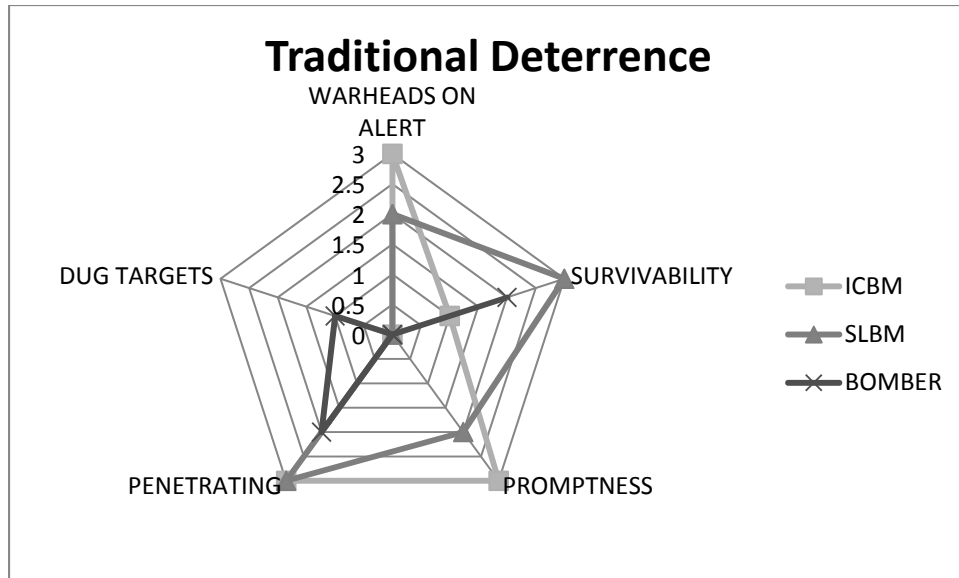 Traditional Deterrence
WARHEADS ON
ALERT
3
2.5
2
1.5
1
0.5
0
DUG TARGETS
SURVIVABILITY
PENETRATING
PROMPTNESS
ICBM
SLBM
BOMBER